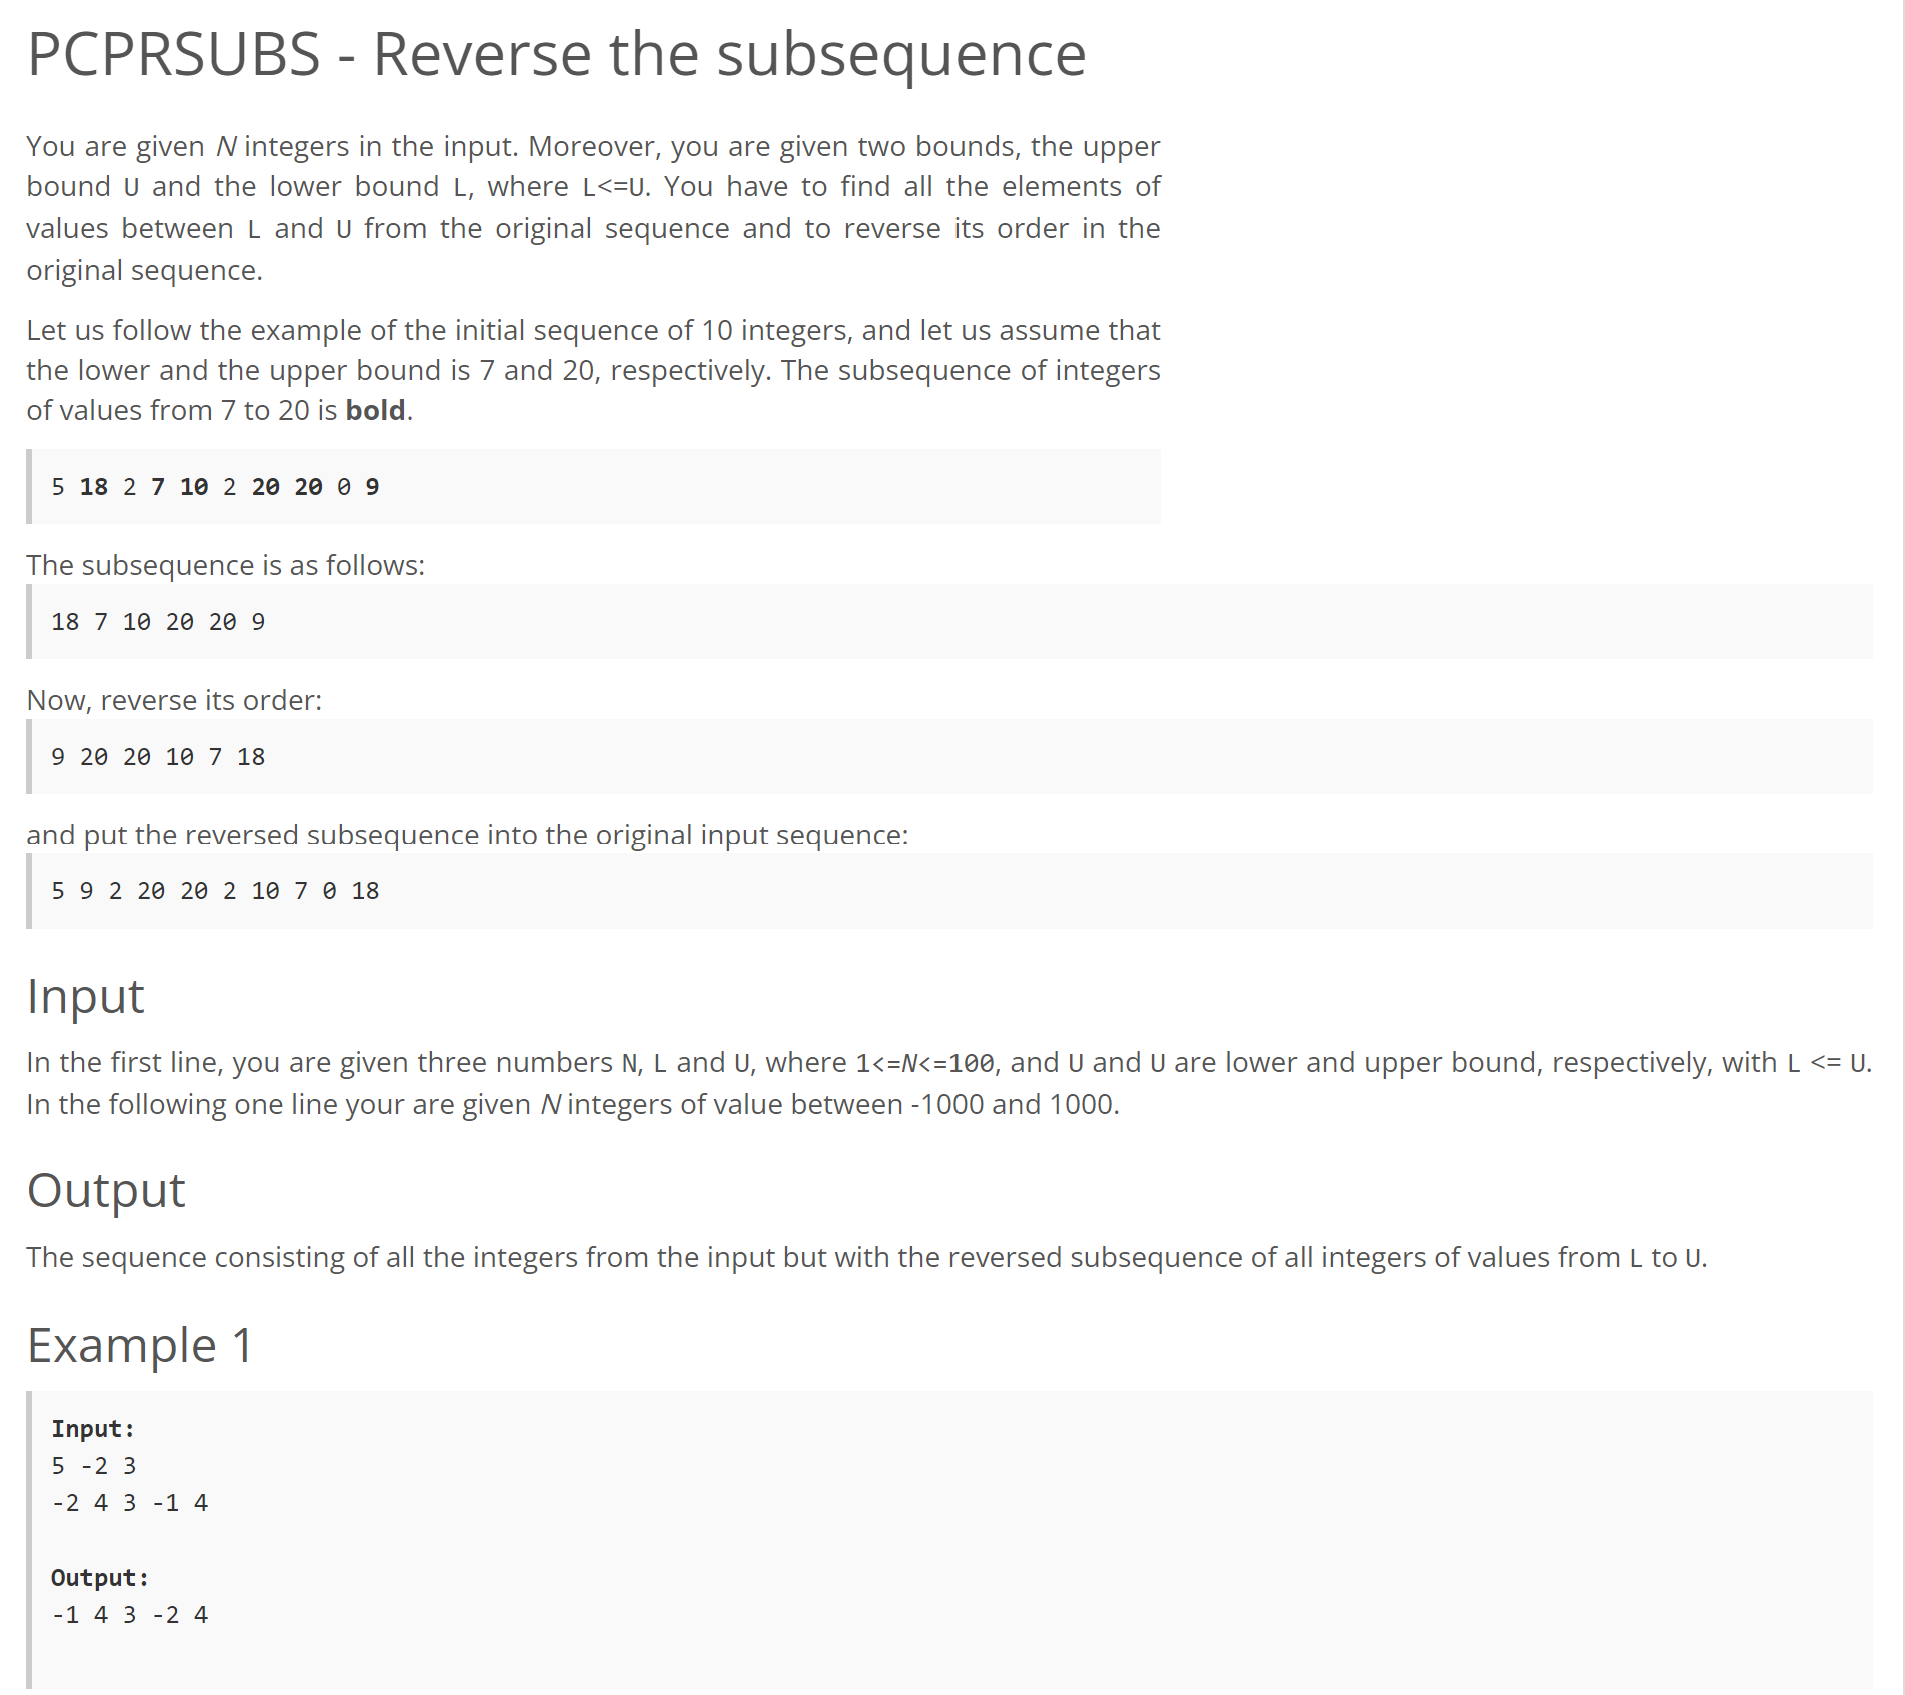 PCPRSUBS - Reverse the subsequence
You are given N integers in the input. Moreover, you are given two bounds, the upper
bound U and the lower bound L, where L<=U. You have to find all the elements of
values between L and U from the original sequence and to reverse its order in the
original sequence.
Let us follow the example of the initial sequence of 10 integers, and let us assume that
the lower and the upper bound is 7 and 20, respectively. The subsequence of integers
of values from 7 to 20 is bold.
5 18 2 7 10 2 20 20 0 9
The subsequence is as follows:
18 7 10 20 20 9
Now, reverse its order:
9 20 20 10 7 18
and put the reversed subsequence into the original input sequence:
5 9 2 20 20 2 10 7 0 18
Input
In the first line, you are given three numbers N, L and U, where 1<=N<=100, and U and U are lower and upper bound, respectively, with L <= U.
In the following one line your are given N integers of value between -1000 and 1000.
Output
The sequence consisting of all the integers from the input but with the reversed subsequence of all integers of values from L to U.
Example 1
Input:
5 -2 3
-2 4 3 -1 4
Output:
-1 4 3 -2 4